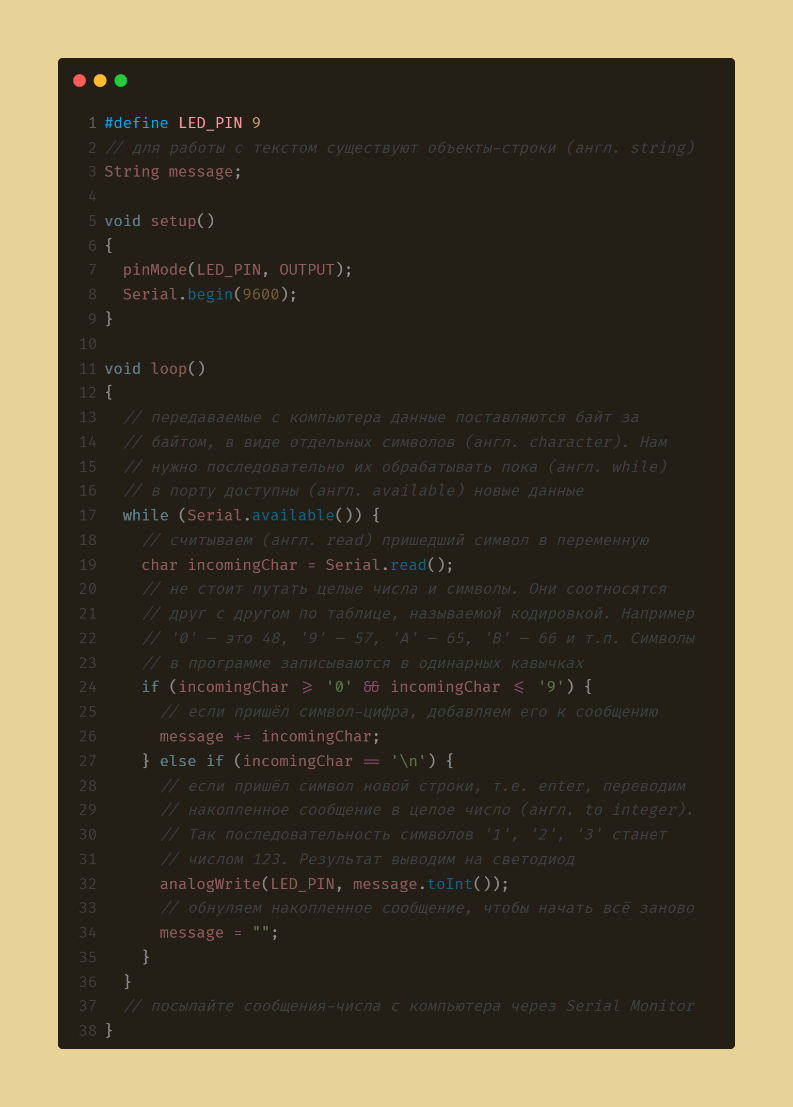 1 #define LED_PIN 9
2 // для работы с текстом существуют объекты-строки (англ. string)
3 String message;
4
5 void setup()
6 {
7   pinMode(LED_PIN, OUTPUT);
8   Serial.begin(9600);
9 }
10
11 void loop()
12 {
13   // передаваемые с компьютера данные поставляются байт за
14   // байтом, в виде отдельных символов (англ. character). Нам
15   // нужно последовательно их обрабатывать пока (англ. while)
16   // в порту доступны (англ. available) новые данные
17   while (Serial.available()) {
18     // считываем (англ. read) пришедший символ в переменную
19     char incomingChar = Serial.read();
20     // не стоит путать целые числа и символы. Они соотносятся
21     // друг с другом по таблице, называемой кодировкой. Например
22     // '0' — это 48, '9' — 57, 'A' — 65, 'B' — 66 и т.п. Символы
23     // в программе записываются в одинарных кавычках
24     if (incomingChar >= '0' && incomingChar <= '9') {
25       // если пришёл символ-цифра, добавляем его к сообщению
26       message += incomingChar;
27     } else if (incomingChar == '\n') {
28       // если пришёл символ новой строки, т.е. enter, переводим
29       // накопленное сообщение в целое число (англ. to integer).
30       // Так последовательность символов '1', '2', '3' станет
31       // числом 123. Результат выводим на светодиод
32       analogWrite(LED_PIN, message.toInt());
33       // обнуляем накопленное сообщение, чтобы начать всё заново
34       message = "";
35     }
36   }
37   // посылайте сообщения-числа с компьютера через Serial Monitor
38 }